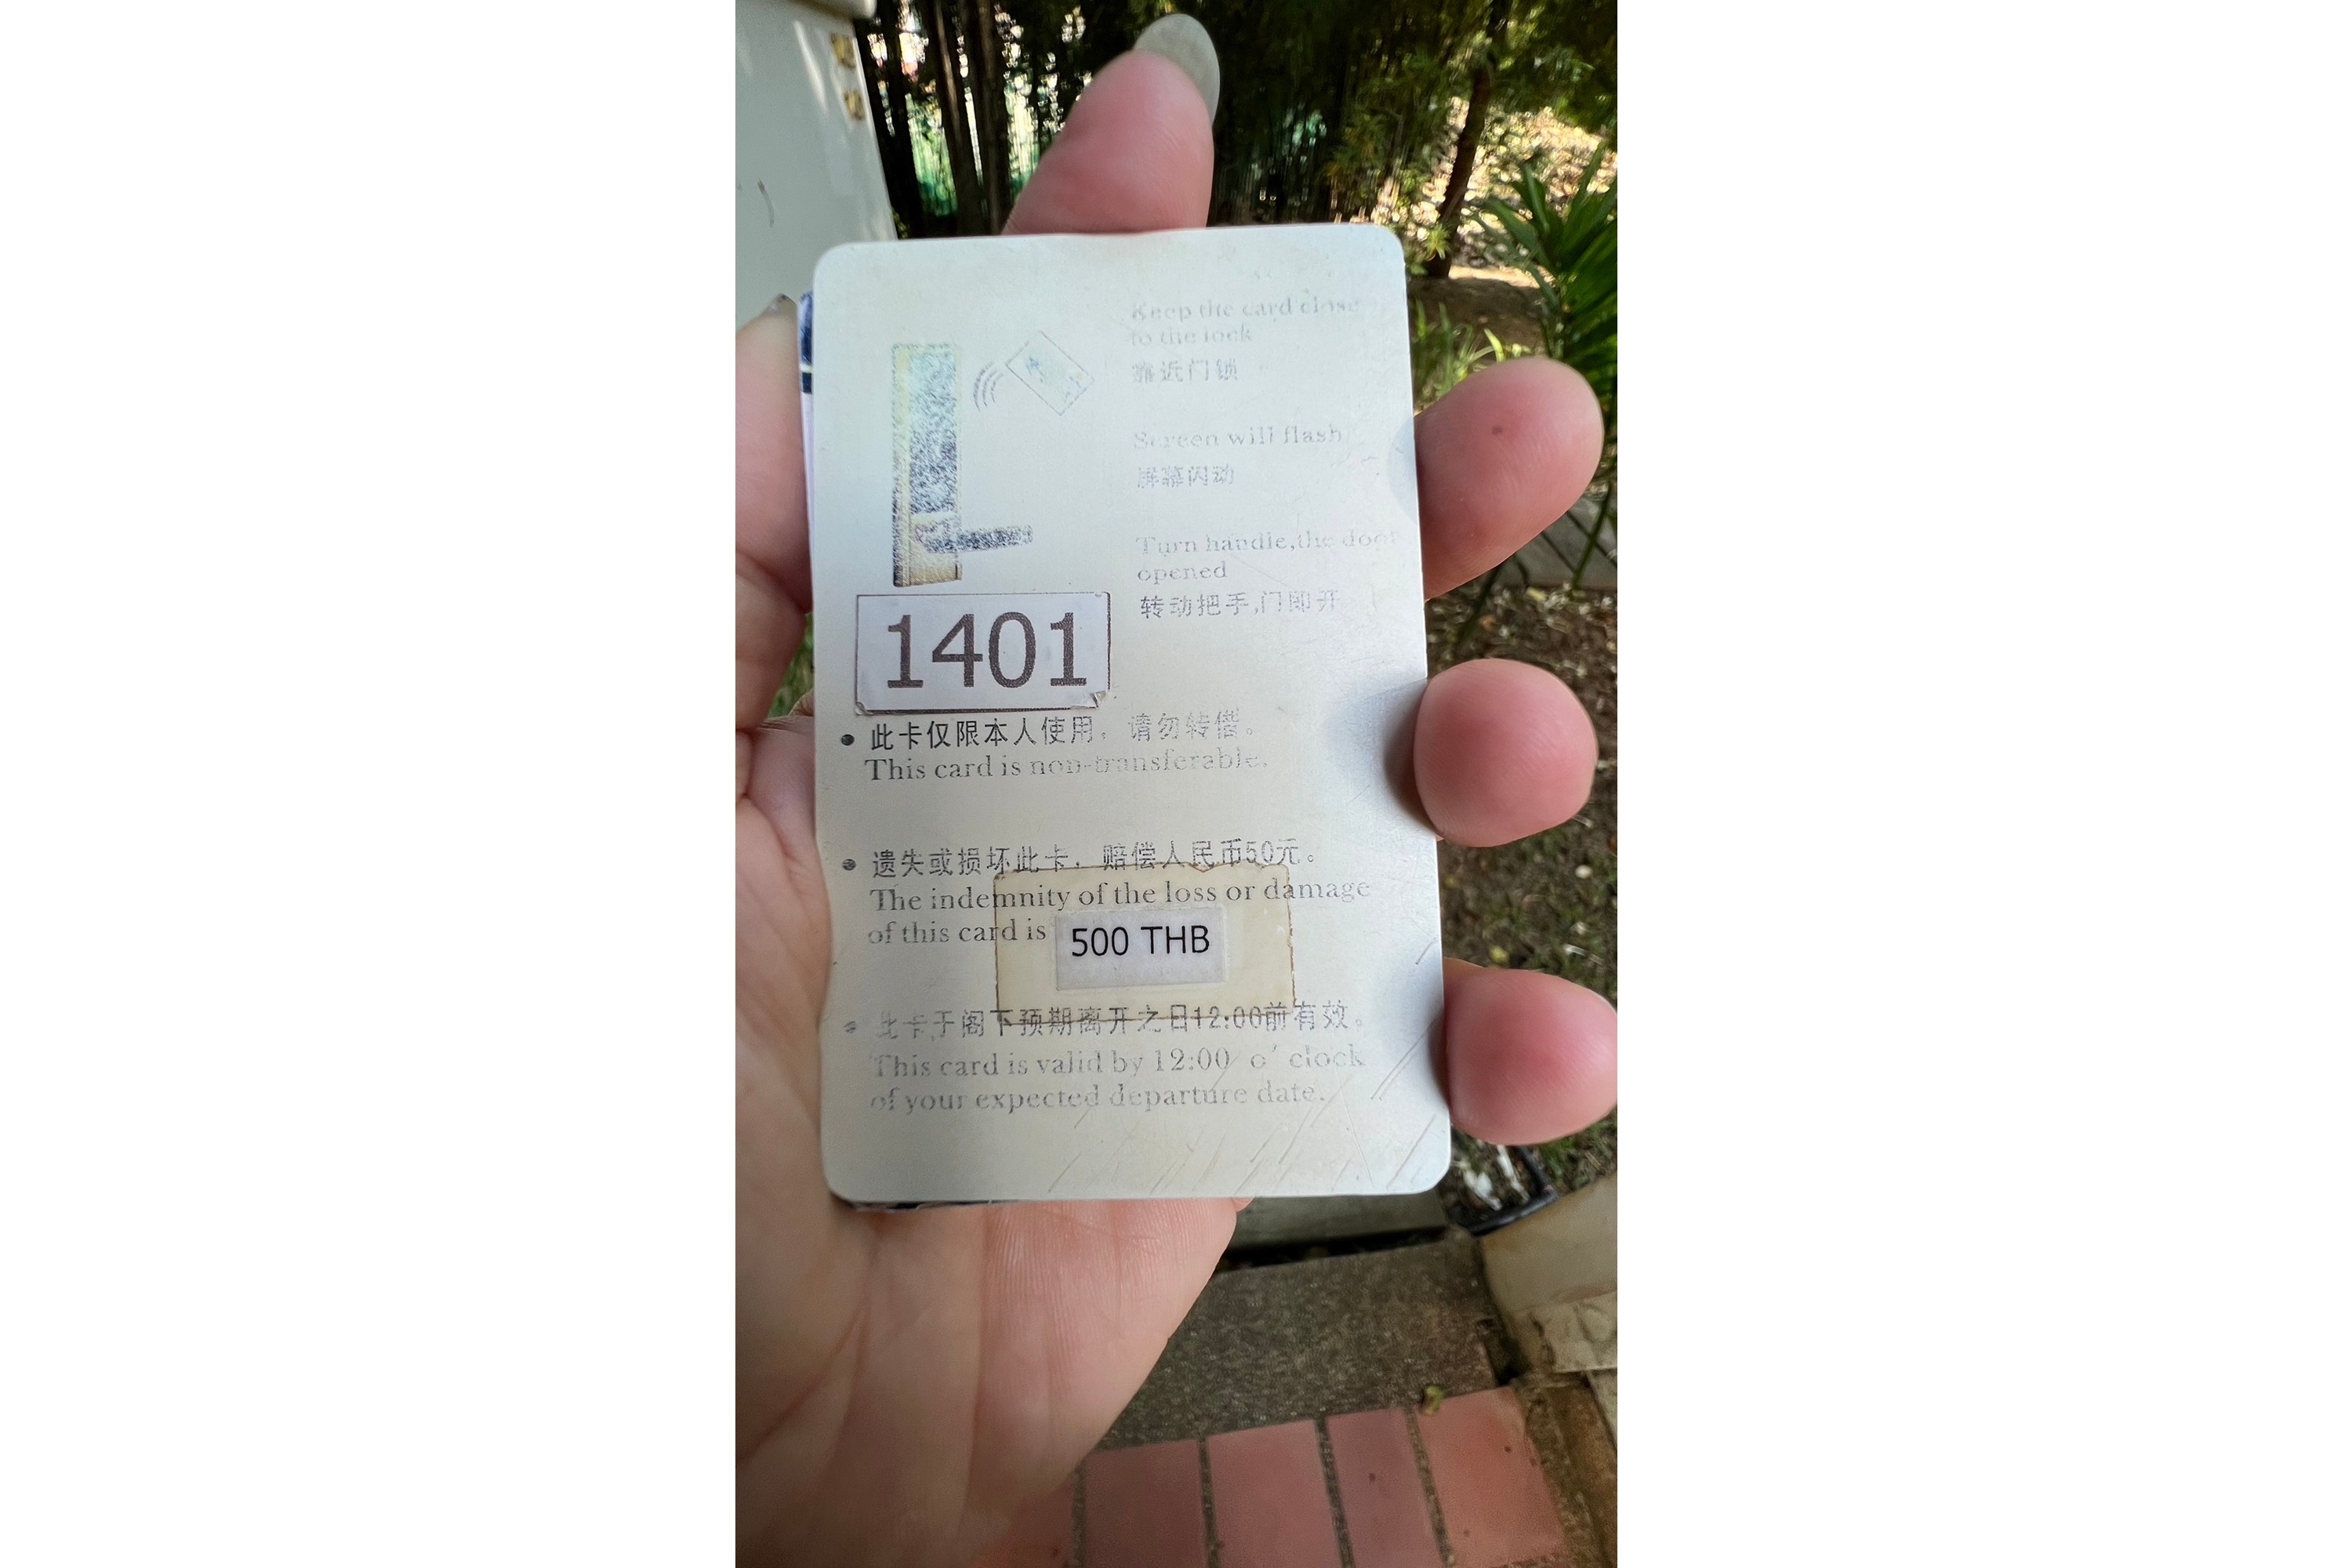 Keep the card close
to the lock
靠近门锁
Screen will flash
屏幕闪动
Turn handle,the door
opened
转动把手,门即开
1401
此卡仅限本人使用，请勿转借。
This card is non-transferable.
遗失或损坏此卡，赔偿人民币50元。
The indemnity of the loss or damage
of this card is 500 THB
此卡于阁下预期离开之日12:00前有效。
This card is valid by 12:00 o' clock
of your expected departure date.